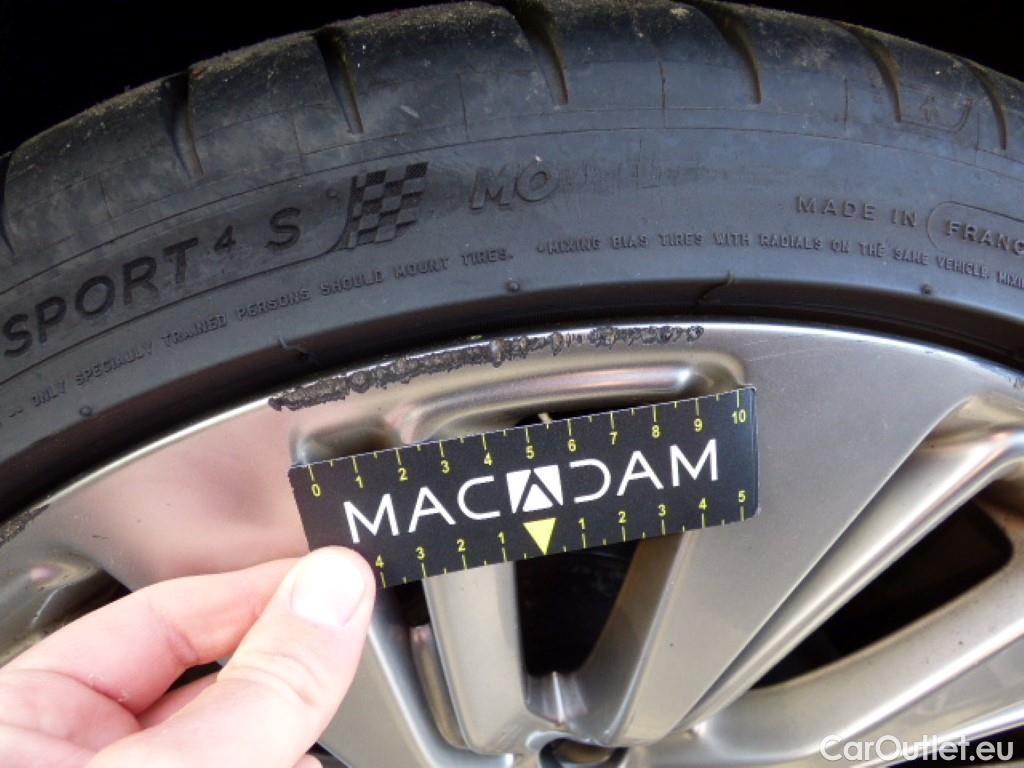 SPORT 4 S
MO
MADE IN FRANC
ONLY SPECIALLY TRAINED PERSONS SHOULD MOUNT TIRES. •MIXING BIAS TIRES WITH RADIALS ON THE SAME VEHICLE.
0 1 2 3 4 5 6 7 8 9 10
MACADAM
4 3 2 1 1 2 3 4 5
CarOutlet.eu